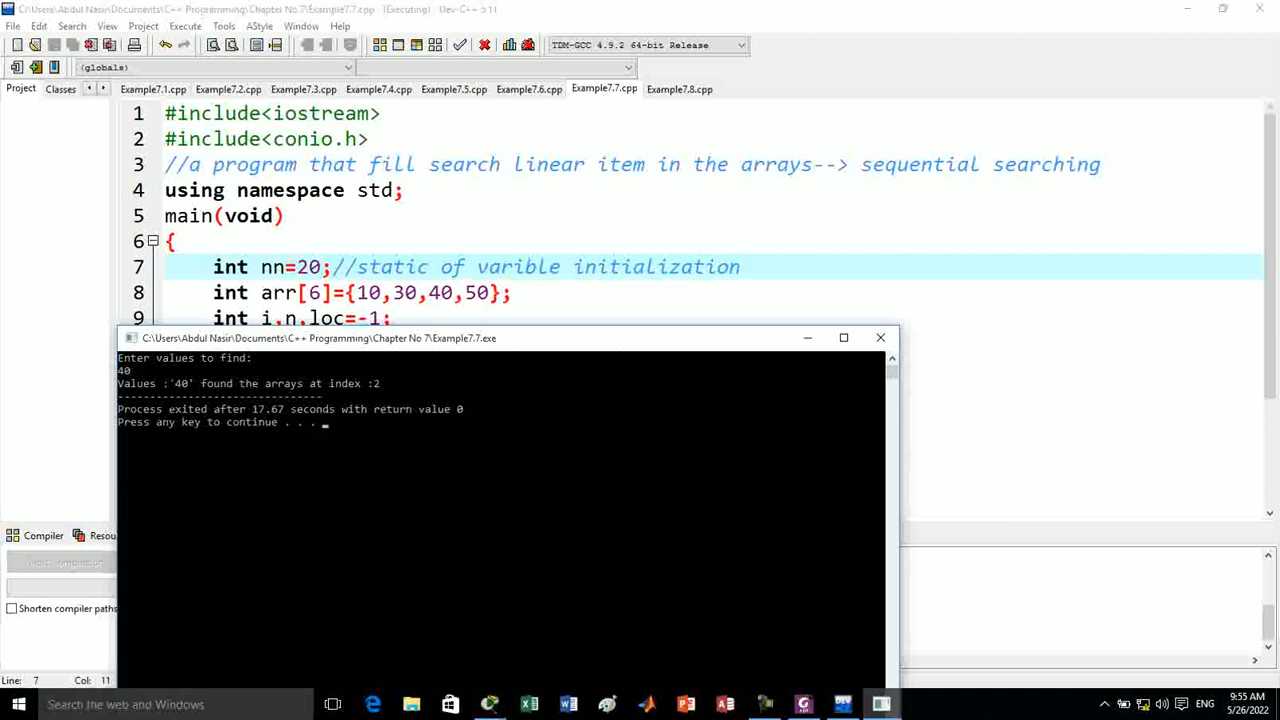 C:\Users\Abdul Nasir\Documents\C++ Programming\Chapter No 7\Example7.7.cpp - [Executing] - Dev-C++ 5.11
File Edit Search View Project Execute Tools AStyle Window Help
TDM-GCC 4.9.2 64-bit Release
(globals)
Project Classes Example7.1.cpp Example7.2.cpp Example7.3.cpp Example7.4.cpp Example7.5.cpp Example7.6.cpp Example7.7.cpp Example7.8.cpp
1 #include<iostream>
2 #include<conio.h>
3 //a program that fill search linear item in the arrays--> sequential searching
4 using namespace std;
5 main(void)
6 {
7 int nn=20;//static of varible initialization
8 int arr[6]={10,30,40,50};
9 int i,n,loc=-1;
C:\Users\Abdul Nasir\Documents\C++ Programming\Chapter No 7\Example7.7.exe
Enter values to find:
40
Values :'40' found the arrays at index :2
--------------------------------
Process exited after 17.67 seconds with return value 0
Press any key to continue . . . _
Compiler Resou
Shorten compiler paths
Line: 7 Col: 11
Search the web and Windows
ENG
9:55 AM
5/26/2022